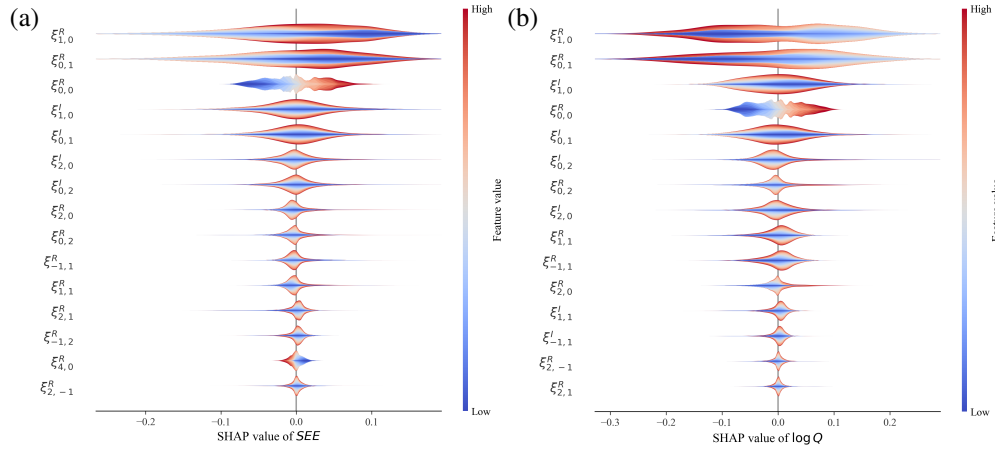 (a)
High
ξ^R_{1,0}
ξ^R_{0,1}
ξ^R_{0,0}
ξ^I_{1,0}
ξ^I_{0,1}
ξ^I_{2,0}
ξ^I_{0,2}
ξ^R_{2,0}
ξ^R_{0,2}
ξ^R_{-1,1}
ξ^R_{1,1}
ξ^R_{2,1}
ξ^R_{-1,2}
ξ^R_{4,0}
ξ^R_{2,-1}
Low
Feature value
-0.2 -0.1 0.0 0.1
SHAP value of SEE
(b)
High
ξ^R_{1,0}
ξ^R_{0,1}
ξ^I_{1,0}
ξ^R_{0,0}
ξ^I_{0,1}
ξ^I_{0,2}
ξ^R_{0,2}
ξ^I_{2,0}
ξ^R_{1,1}
ξ^R_{-1,1}
ξ^R_{2,0}
ξ^I_{1,1}
ξ^I_{-1,1}
ξ^R_{2,-1}
ξ^R_{2,1}
Low
-0.3 -0.2 -0.1 0.0 0.1 0.2
SHAP value of log Q